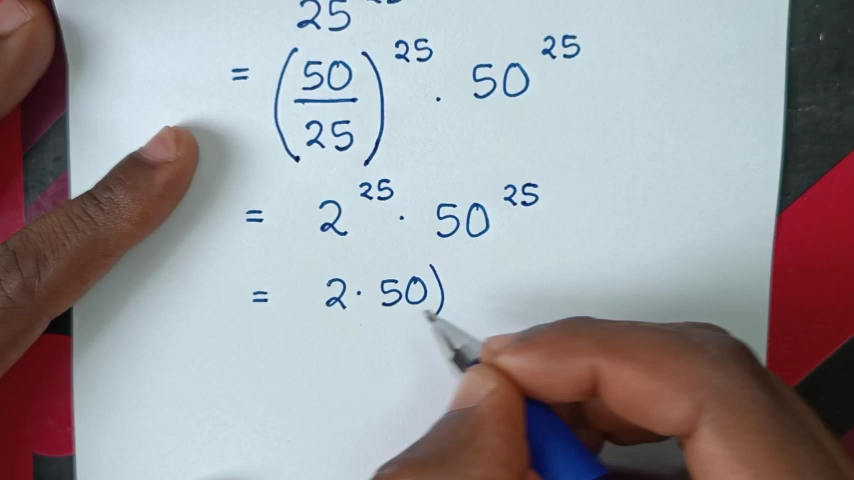 25
= (50/25)^25 · 50^25
= 2^25 · 50^25
= 2 · 50)